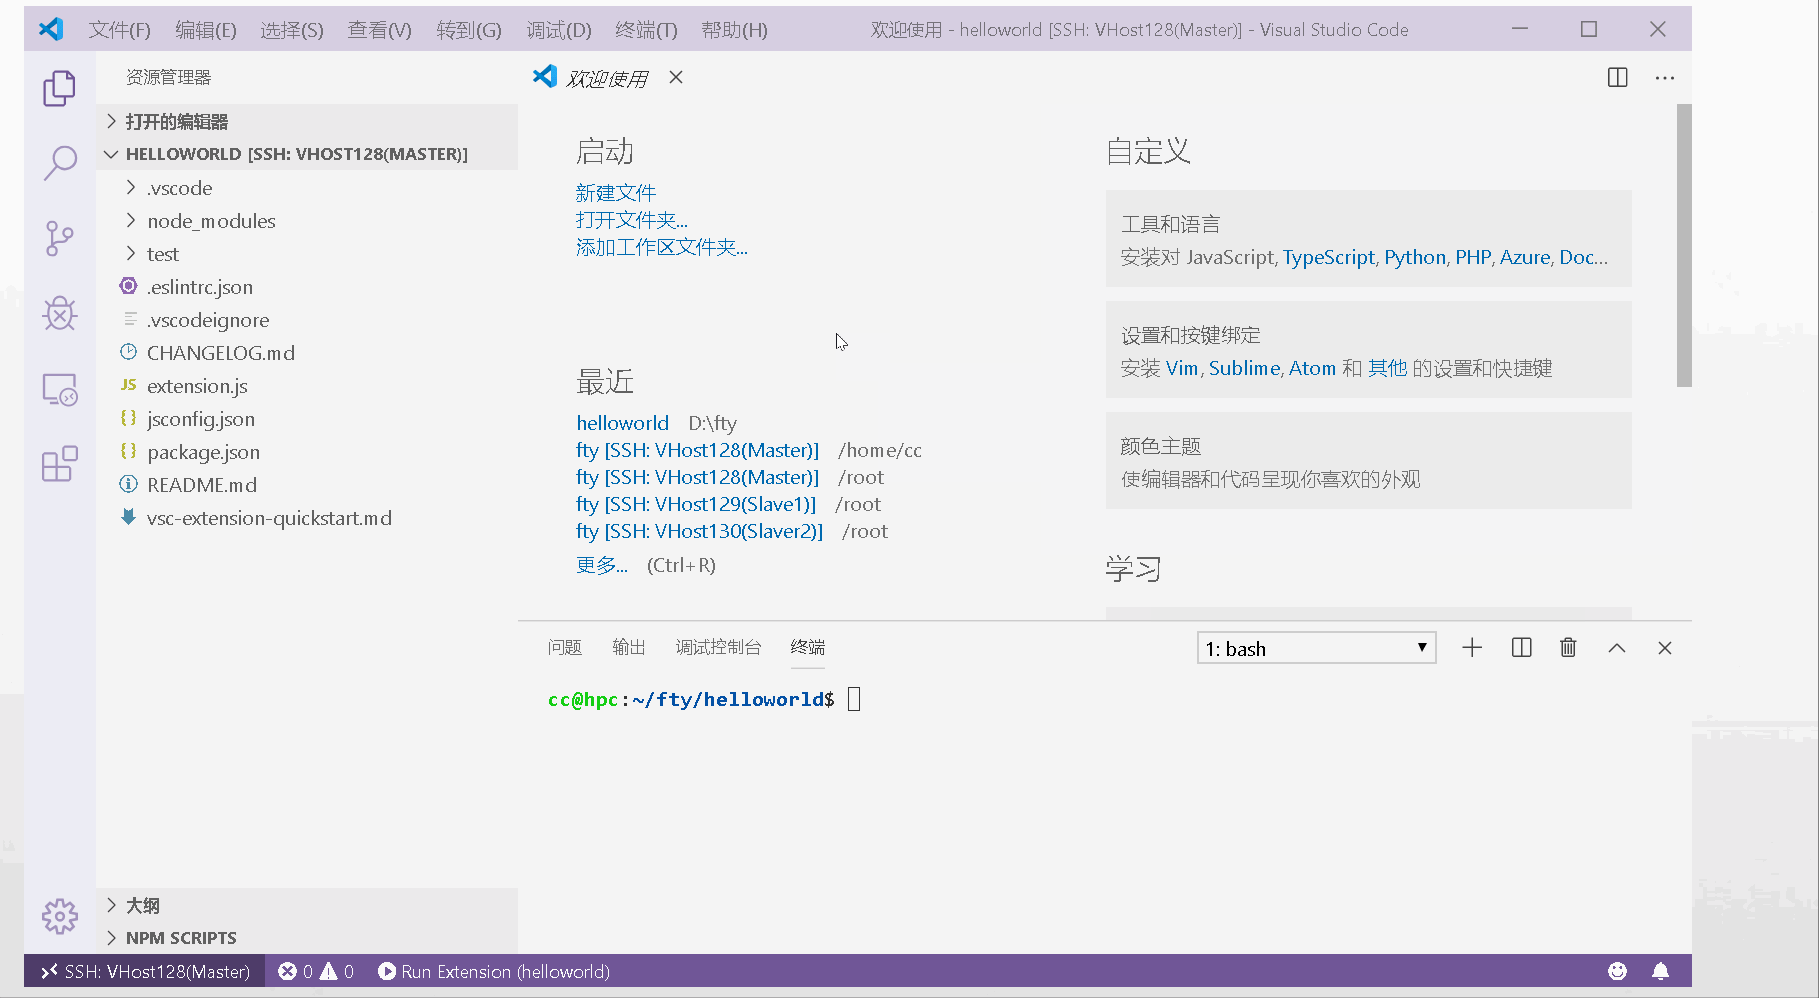 文件(F) 编辑(E) 选择(S) 查看(V) 转到(G) 调试(D) 终端(T) 帮助(H) 欢迎使用 - helloworld [SSH: VHost128(Master)] - Visual Studio Code
资源管理器
打开的编辑器
HELLOWORLD [SSH: VHOST128(MASTER)]
.vscode
node_modules
test
.eslintrc.json
.vscodeignore
CHANGELOG.md
JS extension.js
{} jsconfig.json
{} package.json
README.md
vsc-extension-quickstart.md
大纲
NPM SCRIPTS
欢迎使用
启动
新建文件
打开文件夹...
添加工作区文件夹...
最近
helloworld D:\fty
fty [SSH: VHost128(Master)] /home/cc
fty [SSH: VHost128(Master)] /root
fty [SSH: VHost129(Slave1)] /root
fty [SSH: VHost130(Slaver2)] /root
更多... (Ctrl+R)
自定义
工具和语言
安装对 JavaScript, TypeScript, Python, PHP, Azure, Doc...
设置和按键绑定
安装 Vim, Sublime, Atom 和 其他 的设置和快捷键
颜色主题
使编辑器和代码呈现你喜欢的外观
学习
问题 输出 调试控制台 终端 1: bash
cc@hpc:~/fty/helloworld$
SSH: VHost128(Master) 0 0 Run Extension (helloworld)